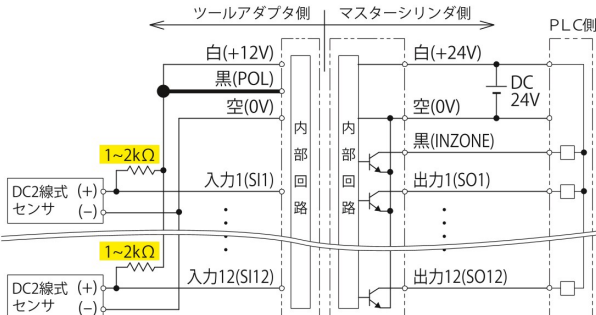 ツールアダプタ側
マスターシリンダ側
PLC側
白(+12V)
黒(POL)
空(0V)
内部回路
1~2kΩ
DC2線式
センサ
(+)
(−)
入力1(SI1)
1~2kΩ
DC2線式
センサ
(+)
(−)
入力12(SI12)
内部回路
白(+24V)
DC
24V
空(0V)
黒(INZONE)
出力1(SO1)
出力12(SO12)